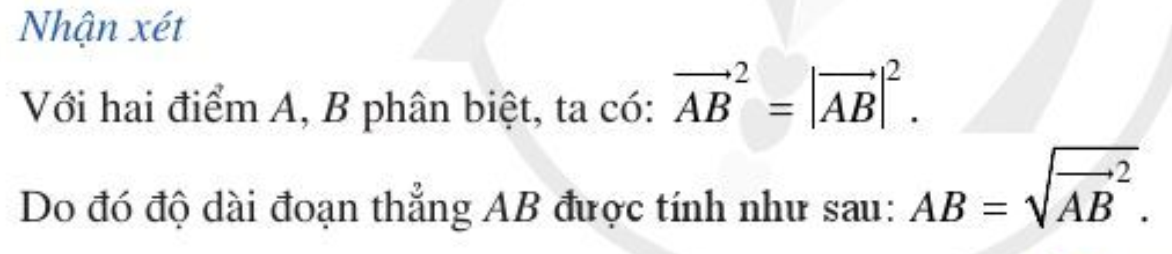 Nhận xét
Với hai điểm A, B phân biệt, ta có: $\overrightarrow{AB}^2 = |\overrightarrow{AB}|^2$.
Do đó độ dài đoạn thẳng AB được tính như sau: $AB = \sqrt{\overrightarrow{AB}^2}$.